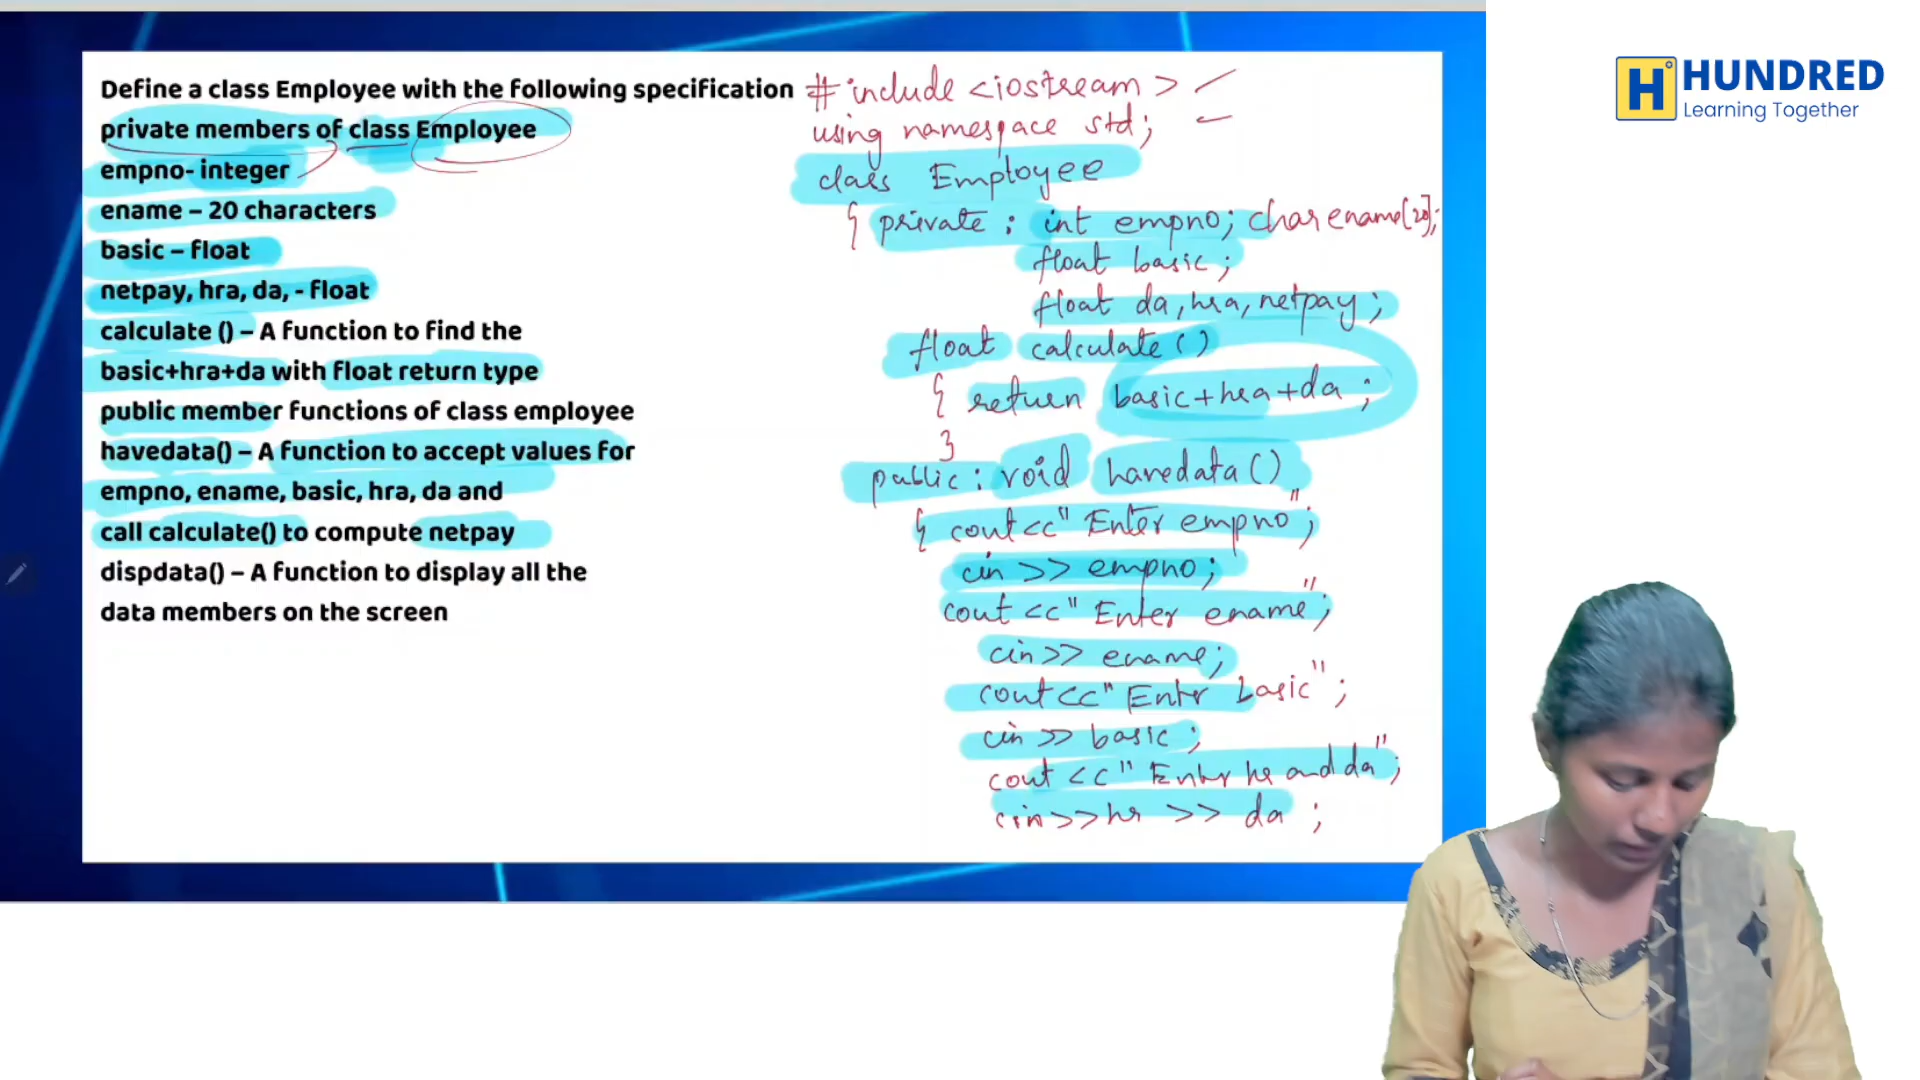 Define a class Employee with the following specification
private members of class Employee
empno- integer
ename – 20 characters
basic – float
netpay, hra, da, - float
calculate () – A function to find the
basic+hra+da with float return type
public member functions of class employee
havedata() – A function to accept values for
empno, ename, basic, hra, da and
call calculate() to compute netpay
dispdata() – A function to display all the
data members on the screen
#include <iostream>
using namespace std;
class Employee
{ private : int empno; char ename[20];
float basic;
float da, hra, netpay;
float calculate()
{ return basic+hra+da;
}
public : void havedata()
{ cout<<" Enter empno";
cin >> empno;
cout <<" Enter ename";
cin >> ename;
cout <<" Enter basic";
cin >> basic;
cout <<" Enter hr and da";
cin>>hr >> da ;
H HUNDRED
Learning Together